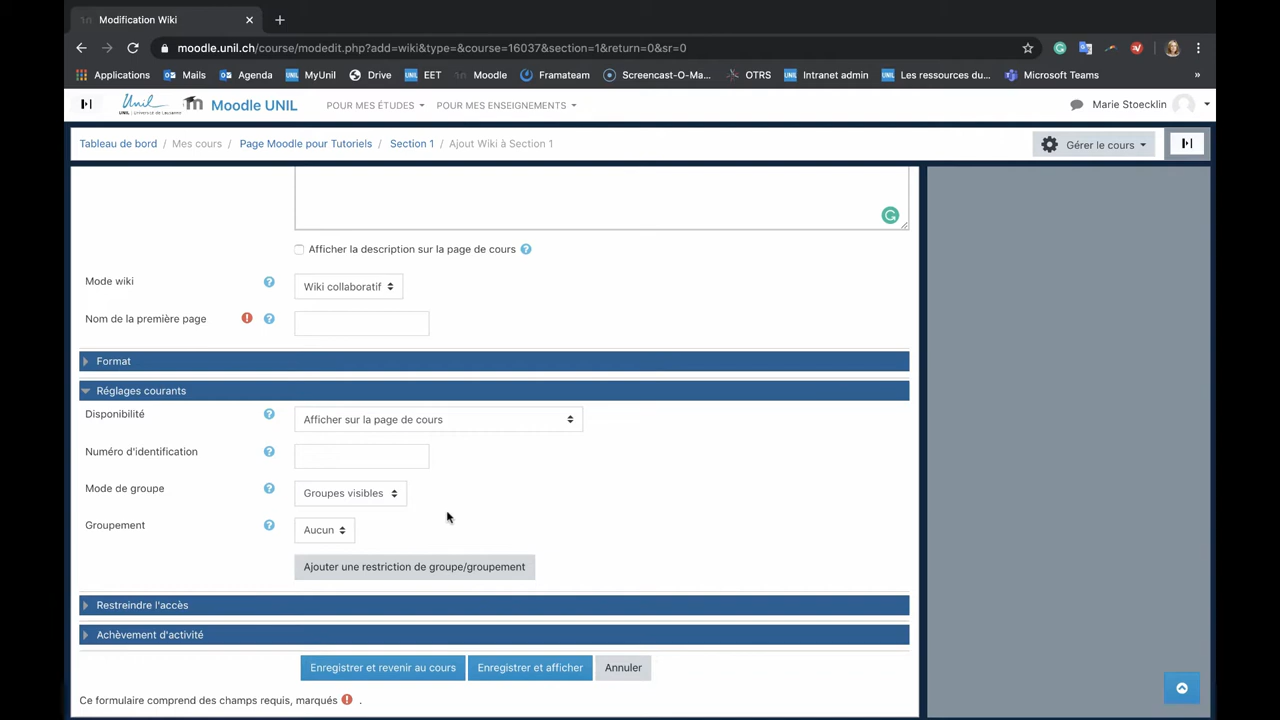 Modification Wiki
moodle.unil.ch/course/modedit.php?add=wiki&type=&course=16037&section=1&return=0&sr=0
Applications Mails Agenda MyUnil Drive EET Moodle Framateam Screencast-O-Ma... OTRS Intranet admin Les ressources du... Microsoft Teams »
Unil
UNIL | Université de Lausanne
Moodle UNIL POUR MES ÉTUDES POUR MES ENSEIGNEMENTS Marie Stoecklin
Tableau de bord / Mes cours / Page Moodle pour Tutoriels / Section 1 / Ajout Wiki à Section 1 Gérer le cours
Afficher la description sur la page de cours
Mode wiki Wiki collaboratif
Nom de la première page
Format
Réglages courants
Disponibilité Afficher sur la page de cours
Numéro d'identification
Mode de groupe Groupes visibles
Groupement Aucun
Ajouter une restriction de groupe/groupement
Restreindre l'accès
Achèvement d'activité
Enregistrer et revenir au cours Enregistrer et afficher Annuler
Ce formulaire comprend des champs requis, marqués .